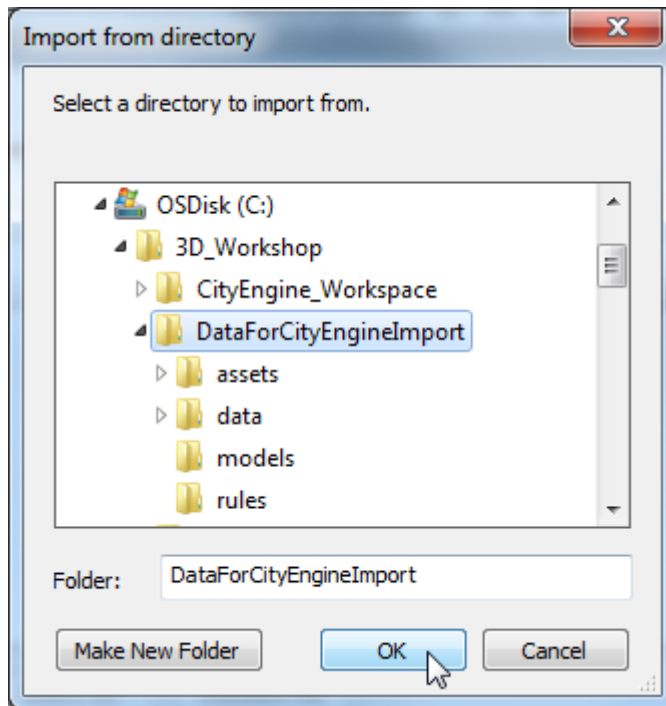 Import from directory
Select a directory to import from.
OSDisk (C:)
3D_Workshop
CityEngine_Workspace
DataForCityEngineImport
assets
data
models
rules
Folder: DataForCityEngineImport
Make New Folder OK Cancel